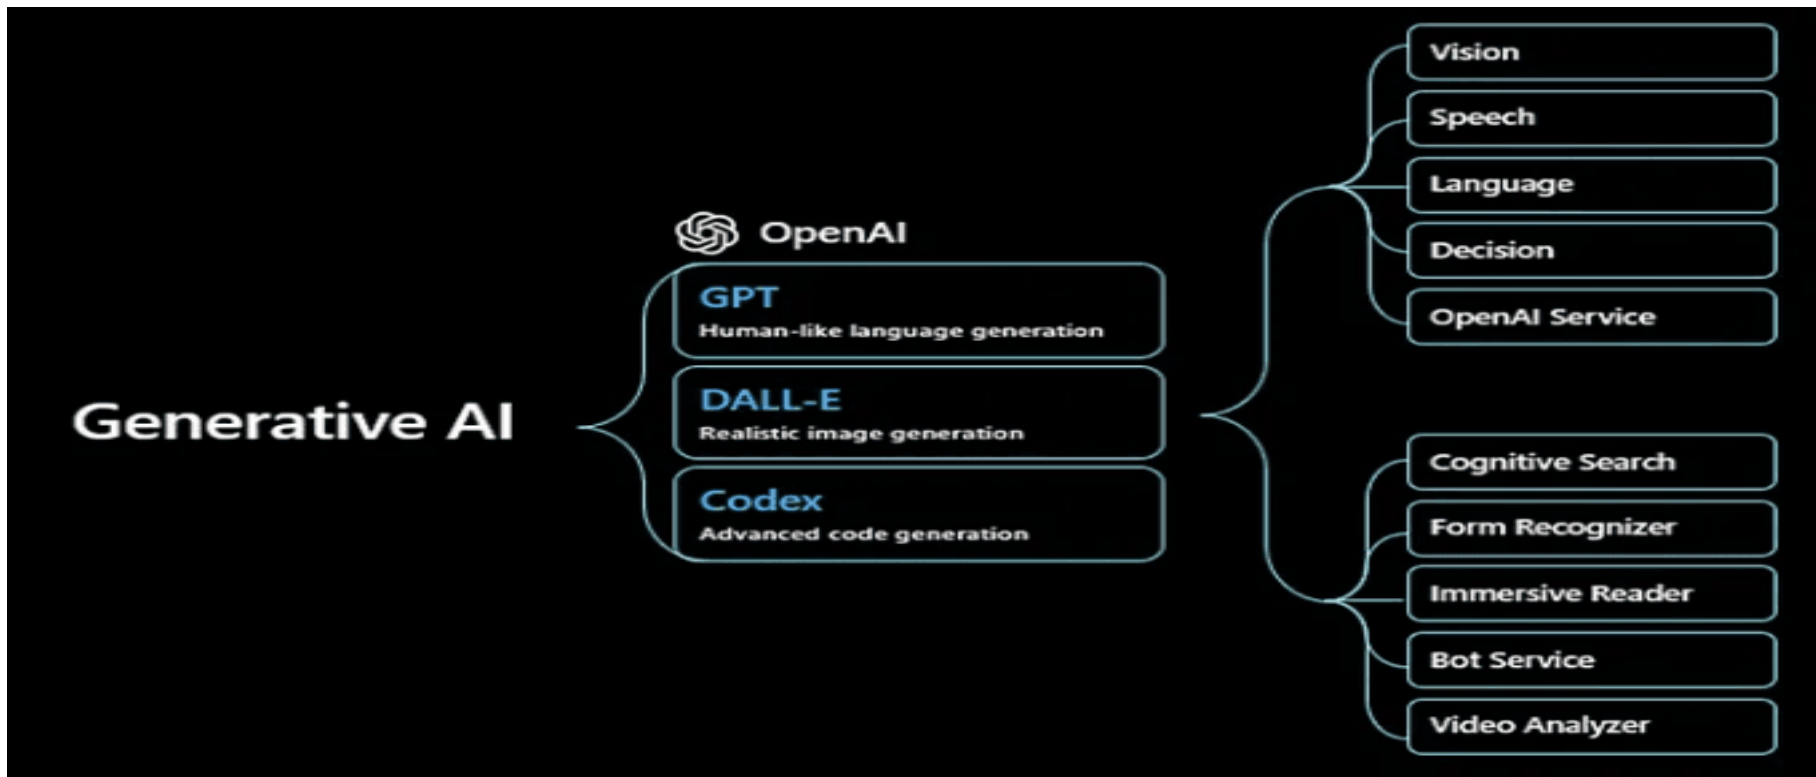 Generative AI
OpenAI
GPT
Human-like language generation
DALL-E
Realistic image generation
Codex
Advanced code generation
Vision
Speech
Language
Decision
OpenAI Service
Cognitive Search
Form Recognizer
Immersive Reader
Bot Service
Video Analyzer